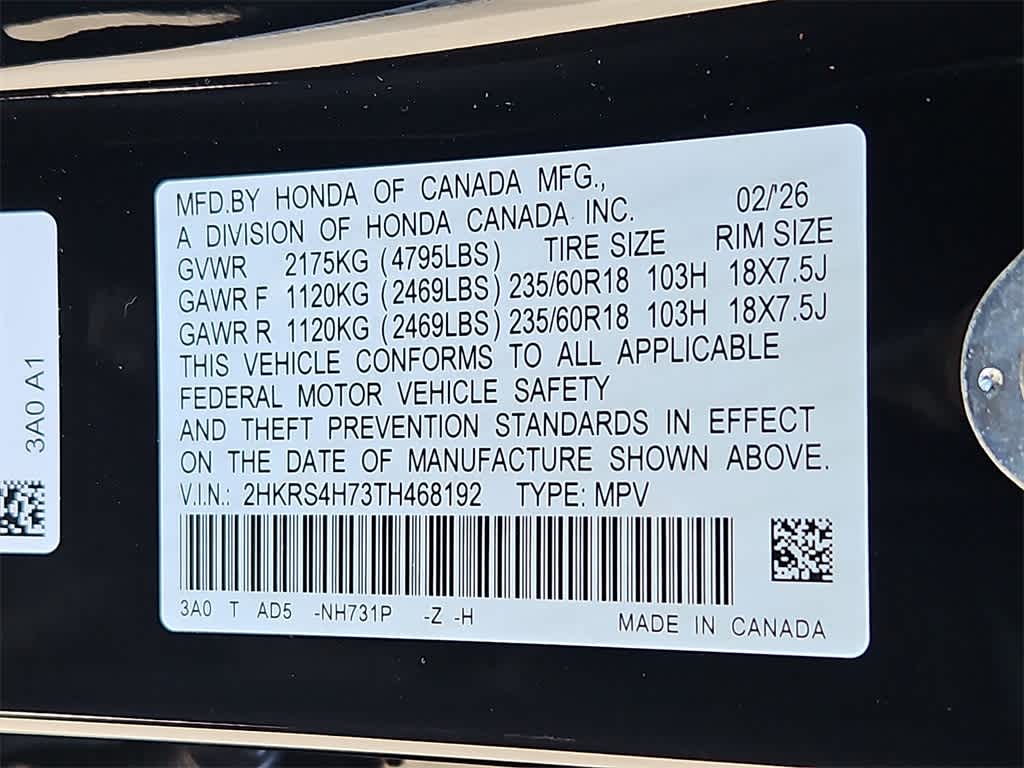 MFD.BY HONDA OF CANADA MFG., 02/'26
A DIVISION OF HONDA CANADA INC.
GVWR 2175KG (4795LBS) TIRE SIZE RIM SIZE
GAWR F 1120KG (2469LBS) 235/60R18 103H 18X7.5J
GAWR R 1120KG (2469LBS) 235/60R18 103H 18X7.5J
THIS VEHICLE CONFORMS TO ALL APPLICABLE
FEDERAL MOTOR VEHICLE SAFETY
AND THEFT PREVENTION STANDARDS IN EFFECT
ON THE DATE OF MANUFACTURE SHOWN ABOVE.
V.I.N.: 2HKRS4H73TH468192 TYPE: MPV
3A0 T AD5 -NH731P -Z -H MADE IN CANADA
3A0 A1